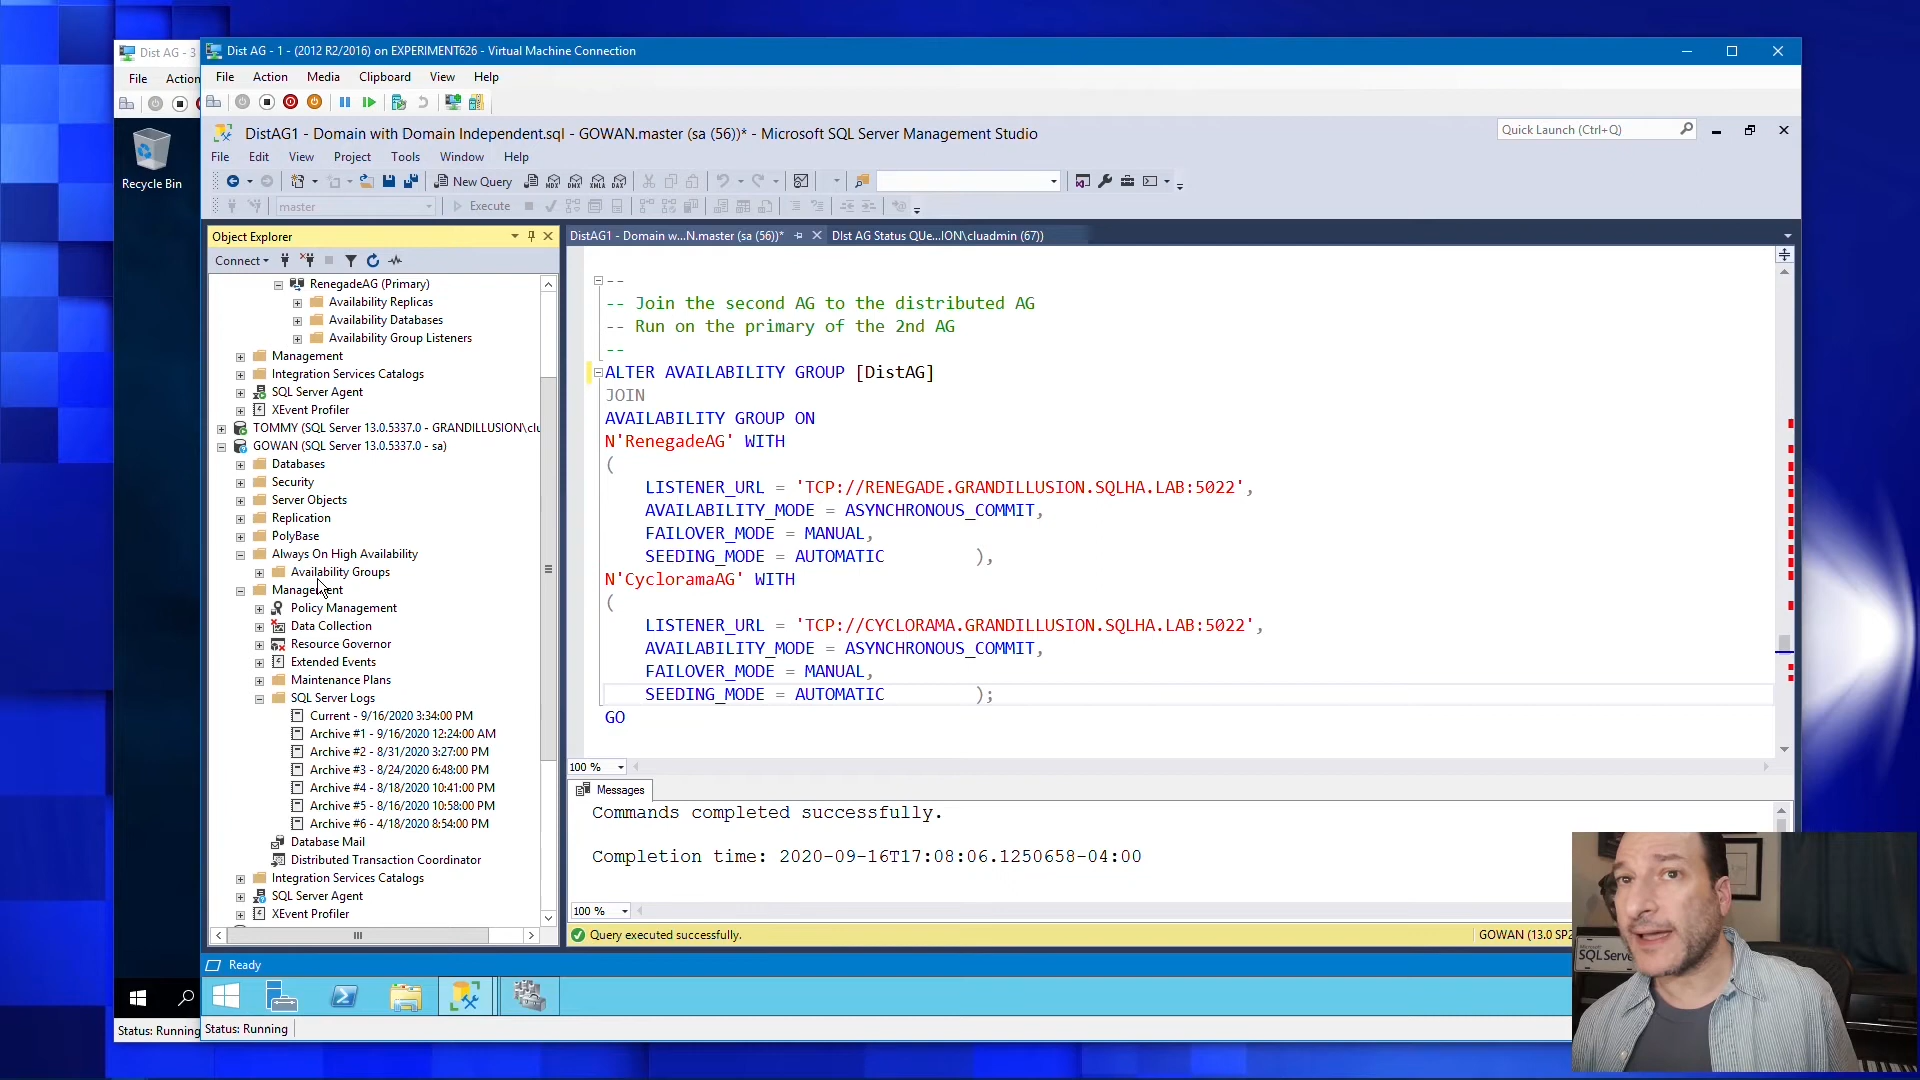 Dist AG - 3
Dist AG - 1 - (2012 R2/2016) on EXPERIMENT626 - Virtual Machine Connection
File Action
File Action Media Clipboard View Help
DistAG1 - Domain with Domain Independent.sql - GOWAN.master (sa (56))* - Microsoft SQL Server Management Studio
Quick Launch (Ctrl+Q)
File Edit View Project Tools Window Help
New Query
MDX DMX XMLA DAX
master
Execute
Recycle Bin
Object Explorer
DistAG1 - Domain w...N.master (sa (56))*
DIst AG Status QUe...ION\cluadmin (67))
Connect
RenegadeAG (Primary)
Availability Replicas
Availability Databases
Availability Group Listeners
Management
Integration Services Catalogs
SQL Server Agent
XEvent Profiler
TOMMY (SQL Server 13.0.5337.0 - GRANDILLUSION\clu
GOWAN (SQL Server 13.0.5337.0 - sa)
Databases
Security
Server Objects
Replication
PolyBase
Always On High Availability
Availability Groups
Management
Policy Management
Data Collection
Resource Governor
Extended Events
Maintenance Plans
SQL Server Logs
Current - 9/16/2020 3:34:00 PM
Archive #1 - 9/16/2020 12:24:00 AM
Archive #2 - 8/31/2020 3:27:00 PM
Archive #3 - 8/24/2020 6:48:00 PM
Archive #4 - 8/18/2020 10:41:00 PM
Archive #5 - 8/16/2020 10:58:00 PM
Archive #6 - 4/18/2020 8:54:00 PM
Database Mail
Distributed Transaction Coordinator
Integration Services Catalogs
SQL Server Agent
XEvent Profiler
--
-- Join the second AG to the distributed AG
-- Run on the primary of the 2nd AG
--
ALTER AVAILABILITY GROUP [DistAG]
JOIN
AVAILABILITY GROUP ON
N'RenegadeAG' WITH
(
LISTENER_URL = 'TCP://RENEGADE.GRANDILLUSION.SQLHA.LAB:5022',
AVAILABILITY_MODE = ASYNCHRONOUS_COMMIT,
FAILOVER_MODE = MANUAL,
SEEDING_MODE = AUTOMATIC ),
N'CycloramaAG' WITH
(
LISTENER_URL = 'TCP://CYCLORAMA.GRANDILLUSION.SQLHA.LAB:5022',
AVAILABILITY_MODE = ASYNCHRONOUS_COMMIT,
FAILOVER_MODE = MANUAL,
SEEDING_MODE = AUTOMATIC );
GO
100 %
Messages
Commands completed successfully.
Completion time: 2020-09-16T17:08:06.1250658-04:00
100 %
Query executed successfully.
GOWAN (13.0 SP2
Ready
Status: Running
Status: Running
SQL Serve